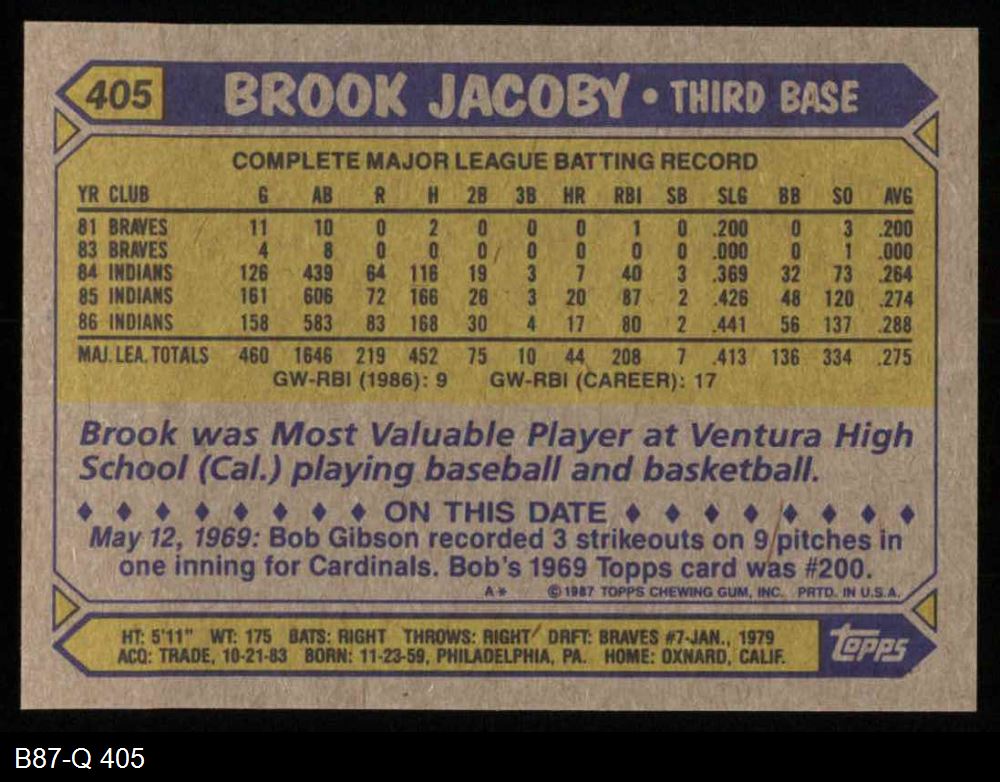 405 BROOK JACOBY • THIRD BASE
COMPLETE MAJOR LEAGUE BATTING RECORD
YR CLUB G AB R H 2B 3B HR RBI SB SLG BB SO AVG
81 BRAVES 11 10 0 2 0 0 0 1 0 .200 0 3 .200
83 BRAVES 4 8 0 0 0 0 0 0 0 .000 0 1 .000
84 INDIANS 126 439 64 116 19 3 7 40 3 .369 32 73 .264
85 INDIANS 161 606 72 166 26 3 20 87 2 .426 48 120 .274
86 INDIANS 158 583 83 168 30 4 17 80 2 .441 56 137 .288
MAJ. LEA. TOTALS 460 1646 219 452 75 10 44 208 7 .413 136 334 .275
GW-RBI (1986): 9 GW-RBI (CAREER): 17
Brook was Most Valuable Player at Ventura High
School (Cal.) playing baseball and basketball.
♦ ♦ ♦ ♦ ♦ ♦ ♦ ♦ ON THIS DATE ♦ ♦ ♦ ♦ ♦ ♦ ♦ ♦
May 12, 1969: Bob Gibson recorded 3 strikeouts on 9 pitches in
one inning for Cardinals. Bob's 1969 Topps card was #200.
A* © 1987 TOPPS CHEWING GUM, INC. PRTD. IN U.S.A.
HT: 5'11" WT: 175 BATS: RIGHT THROWS: RIGHT DRFT: BRAVES #7-JAN., 1979
ACQ: TRADE, 10-21-83 BORN: 11-23-59, PHILADELPHIA, PA. HOME: OXNARD, CALIF.
topps
B87-Q 405